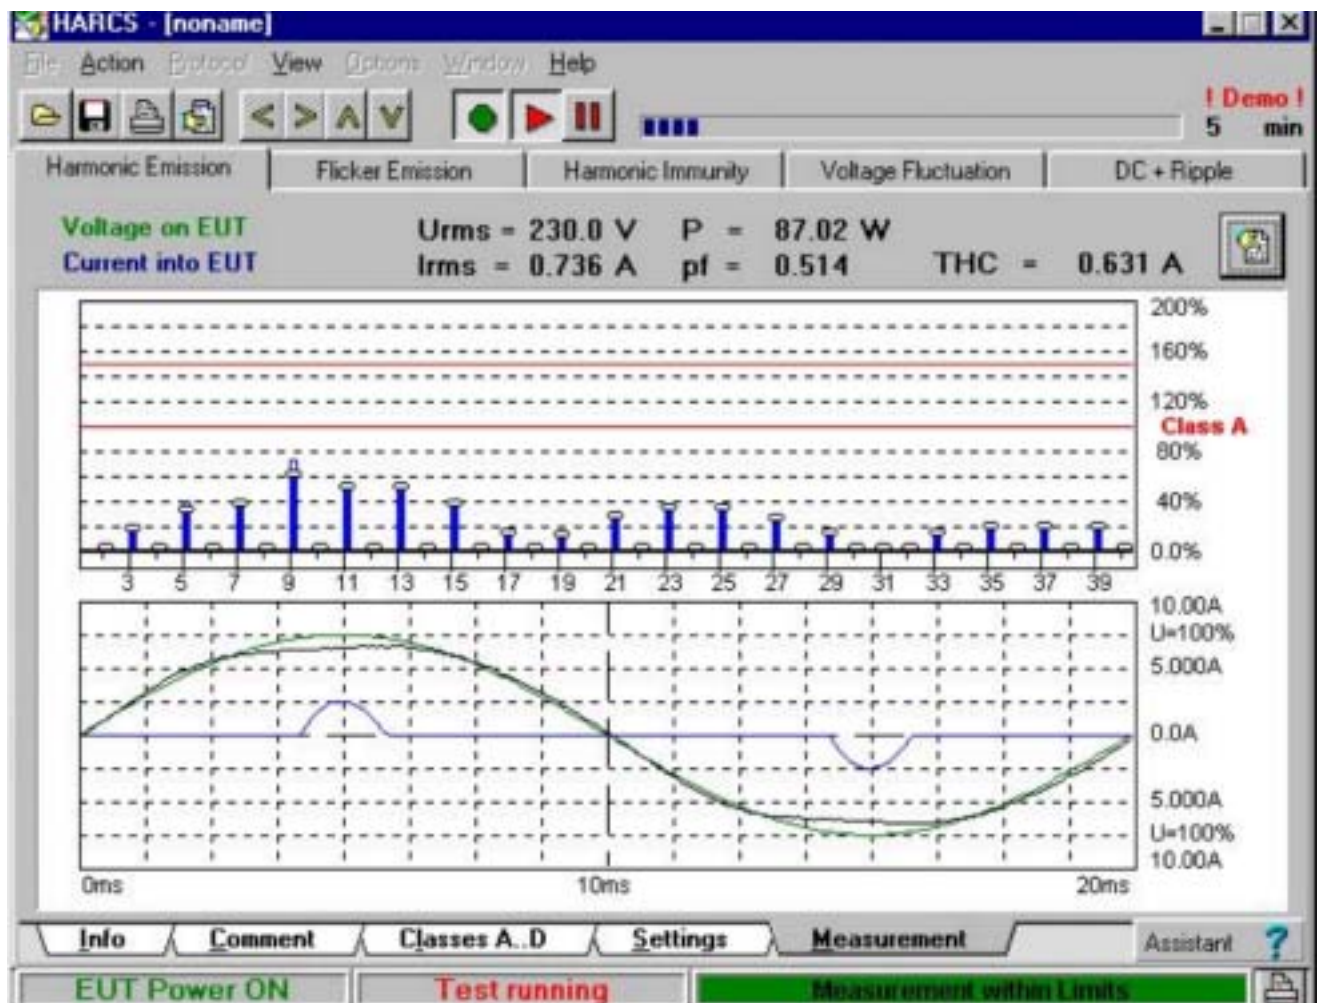 HARCS - [noname]
File Action Protocol View Options Window Help
! Demo !
5 min
Harmonic Emission Flicker Emission Harmonic Immunity Voltage Fluctuation DC + Ripple
Voltage on EUT Urms = 230.0 V P = 87.02 W
Current into EUT Irms = 0.736 A pf = 0.514 THC = 0.631 A
200%
160%
120%
Class A
80%
40%
0.0%
3 5 7 9 11 13 15 17 19 21 23 25 27 29 31 33 35 37 39
10.00A
U=100%
5.000A
0.0A
5.000A
U=100%
10.00A
0ms 10ms 20ms
Info Comment Classes A..D Settings Measurement Assistant ?
EUT Power ON Test running Measurement within Limits